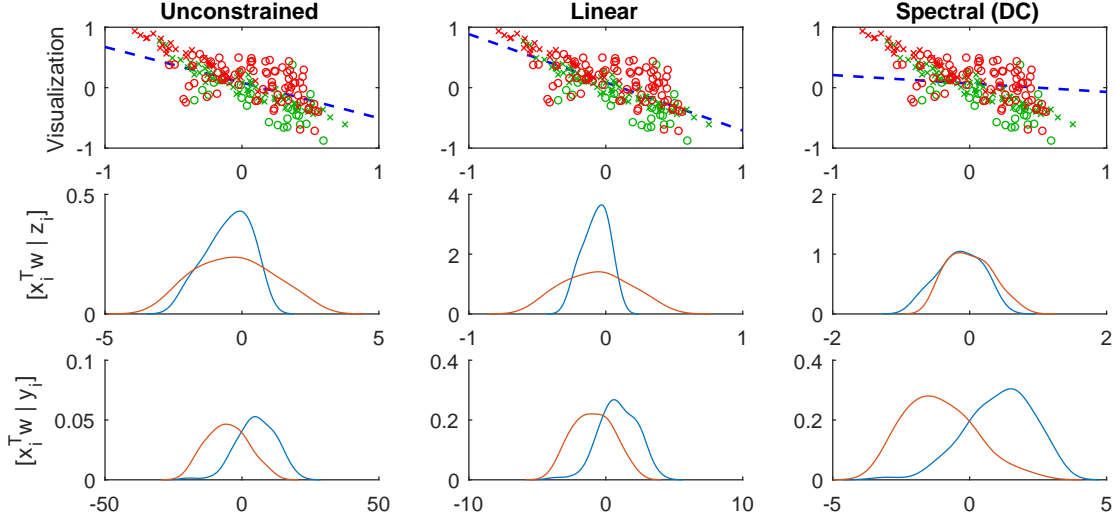 Unconstrained Linear Spectral (DC)
Visualization
1 1 1
0 0 0
-1 -1 -1
-1 0 1 -1 0 1 -1 0 1
[x_i^T w | z_i]
0.5 4 2
2 1
0 0 0
-5 0 5 -1 0 1 -2 0 2
[x_i^T w | y_i]
0.1 0.4 0.4
0.05 0.2 0.2
0 0 0
-50 0 50 -10 0 10 -5 0 5